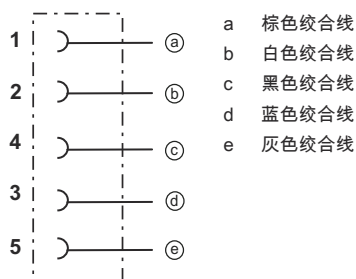 1 ⓐ
2 ⓑ
4 ⓒ
3 ⓓ
5 ⓔ
a 棕色绞合线
b 白色绞合线
c 黑色绞合线
d 蓝色绞合线
e 灰色绞合线